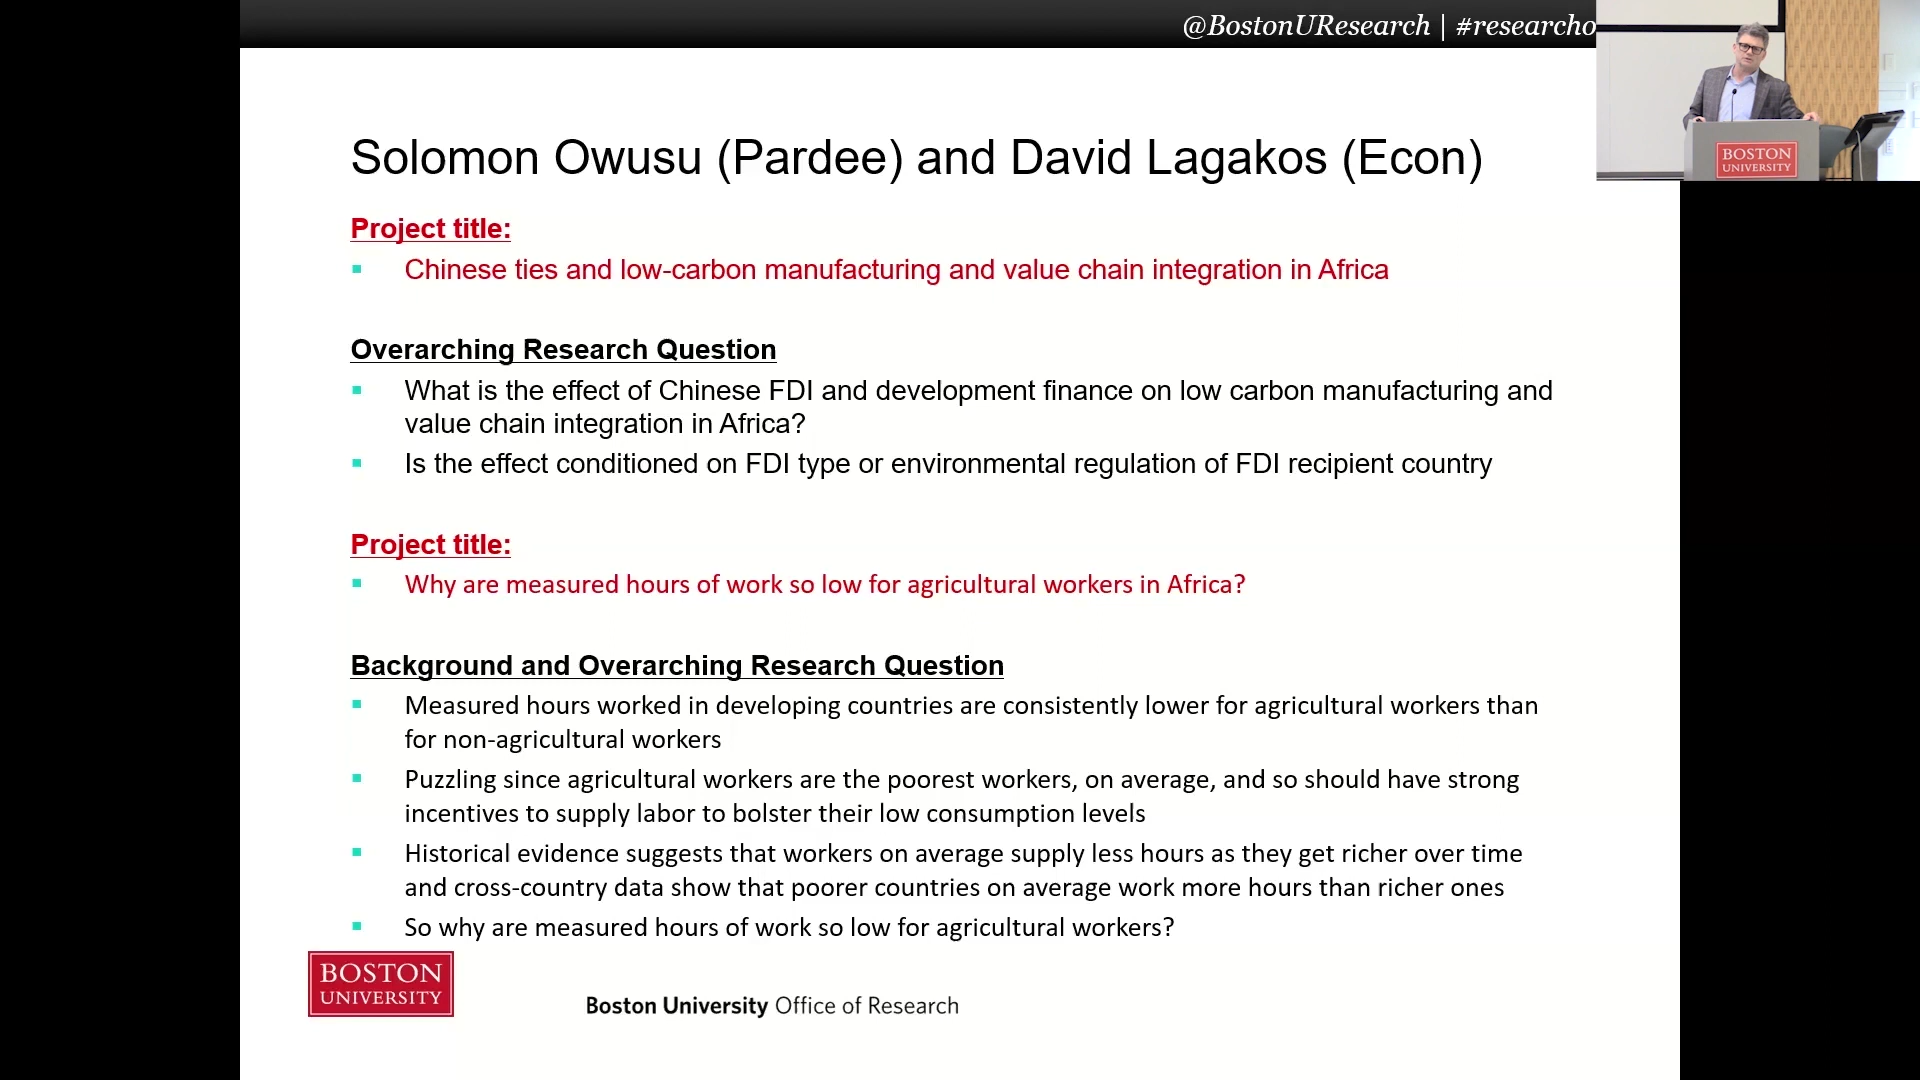 @BostonUResearch | #researcho
BOSTON
UNIVERSITY
Solomon Owusu (Pardee) and David Lagakos (Econ)
Project title:
▪ Chinese ties and low-carbon manufacturing and value chain integration in Africa
Overarching Research Question
▪ What is the effect of Chinese FDI and development finance on low carbon manufacturing and
value chain integration in Africa?
▪ Is the effect conditioned on FDI type or environmental regulation of FDI recipient country
Project title:
▪ Why are measured hours of work so low for agricultural workers in Africa?
Background and Overarching Research Question
▪ Measured hours worked in developing countries are consistently lower for agricultural workers than
for non-agricultural workers
▪ Puzzling since agricultural workers are the poorest workers, on average, and so should have strong
incentives to supply labor to bolster their low consumption levels
▪ Historical evidence suggests that workers on average supply less hours as they get richer over time
and cross-country data show that poorer countries on average work more hours than richer ones
▪ So why are measured hours of work so low for agricultural workers?
BOSTON
UNIVERSITY
Boston University Office of Research